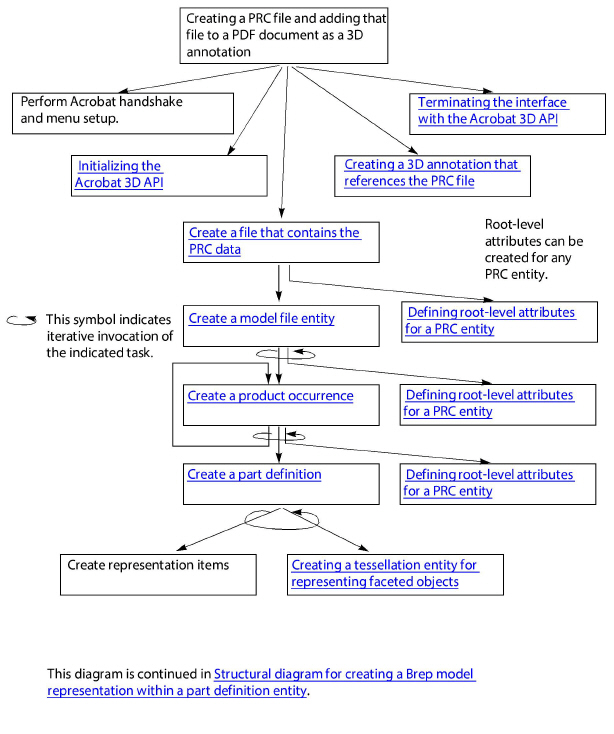 Creating a PRC file and adding that
file to a PDF document as a 3D
annotation
Perform Acrobat handshake
and menu setup.
Terminating the interface
with the Acrobat 3D API
Initializing the
Acrobat 3D API
Creating a 3D annotation that
references the PRC file
Create a file that contains the
PRC data
Root-level
attributes can be
created for any
PRC entity.
This symbol indicates
iterative invocation of
the indicated task.
Create a model file entity
Defining root-level attributes
for a PRC entity
Create a product occurrence
Defining root-level attributes
for a PRC entity
Create a part definition
Defining root-level attributes
for a PRC entity
Create representation items
Creating a tessellation entity for
representing faceted objects
This diagram is continued in Structural diagram for creating a Brep model
representation within a part definition entity.